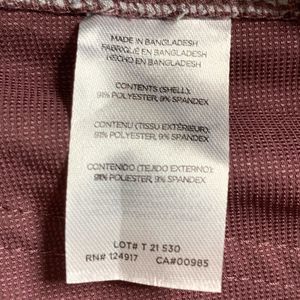 MADE IN BANGLADESH
FABRIQUÉ EN BANGLADESH
HECHO EN BANGLADESH
CONTENTS (SHELL):
91% POLYESTER, 9% SPANDEX
CONTENU (TISSU EXTÉRIEUR):
91% POLYESTER, 9% SPANDEX
CONTENIDO (TEJIDO EXTERNO):
91% POLIESTER, 9% SPANDEX
LOT# T 21 530
RN# 124917 CA#00985